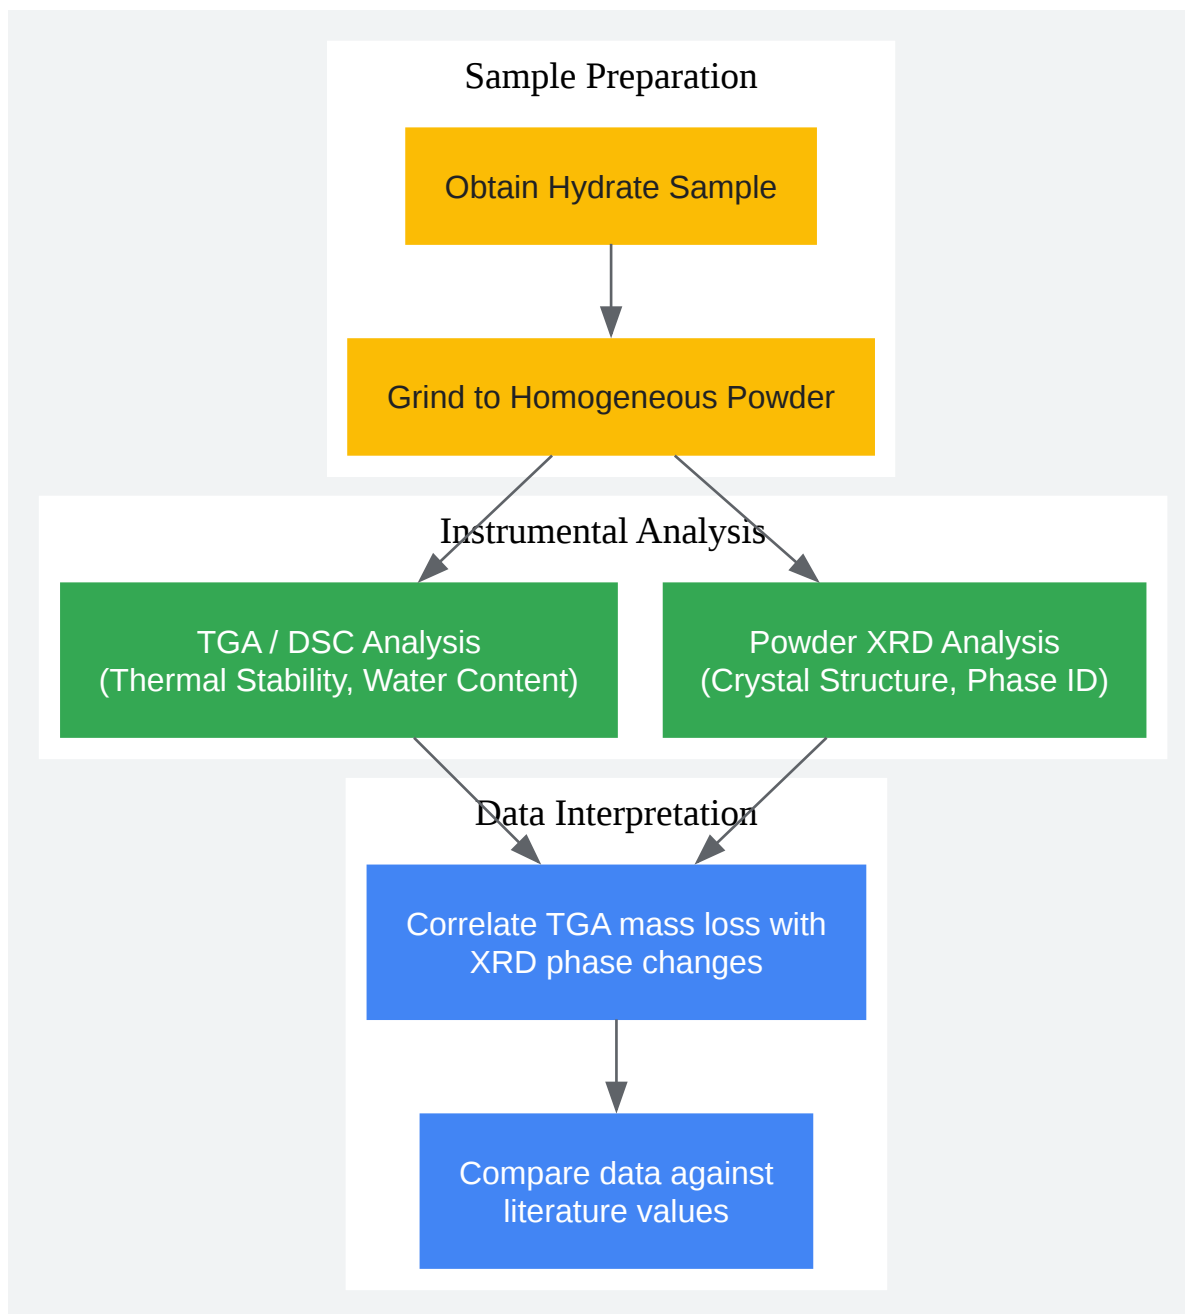 Sample Preparation
Obtain Hydrate Sample
Grind to Homogeneous Powder
Instrumental Analysis
TGA / DSC Analysis
(Thermal Stability, Water Content)
Powder XRD Analysis
(Crystal Structure, Phase ID)
Data Interpretation
Correlate TGA mass loss with
XRD phase changes
Compare data against
literature values